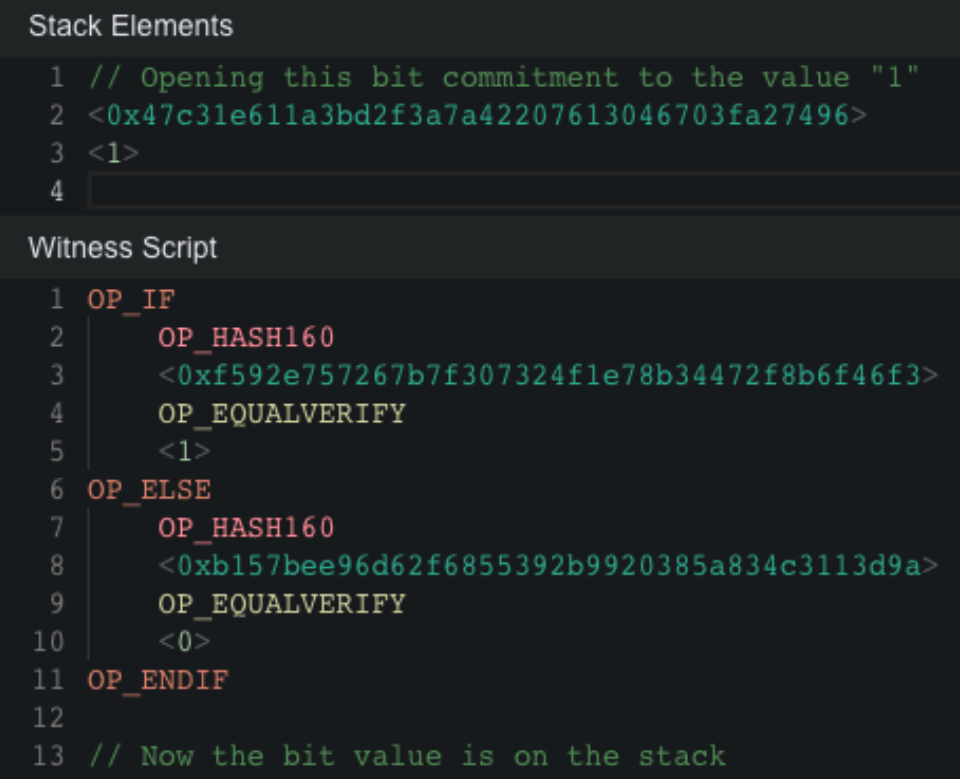 Stack Elements
1 // Opening this bit commitment to the value "1"
2 <0x47c31e611a3bd2f3a7a42207613046703fa27496>
3 <1>
4
Witness Script
1 OP_IF
2 OP_HASH160
3 <0xf592e757267b7f307324f1e78b34472f8b6f46f3>
4 OP_EQUALVERIFY
5 <1>
6 OP_ELSE
7 OP_HASH160
8 <0xb157bee96d62f6855392b9920385a834c3113d9a>
9 OP_EQUALVERIFY
10 <0>
11 OP_ENDIF
12
13 // Now the bit value is on the stack